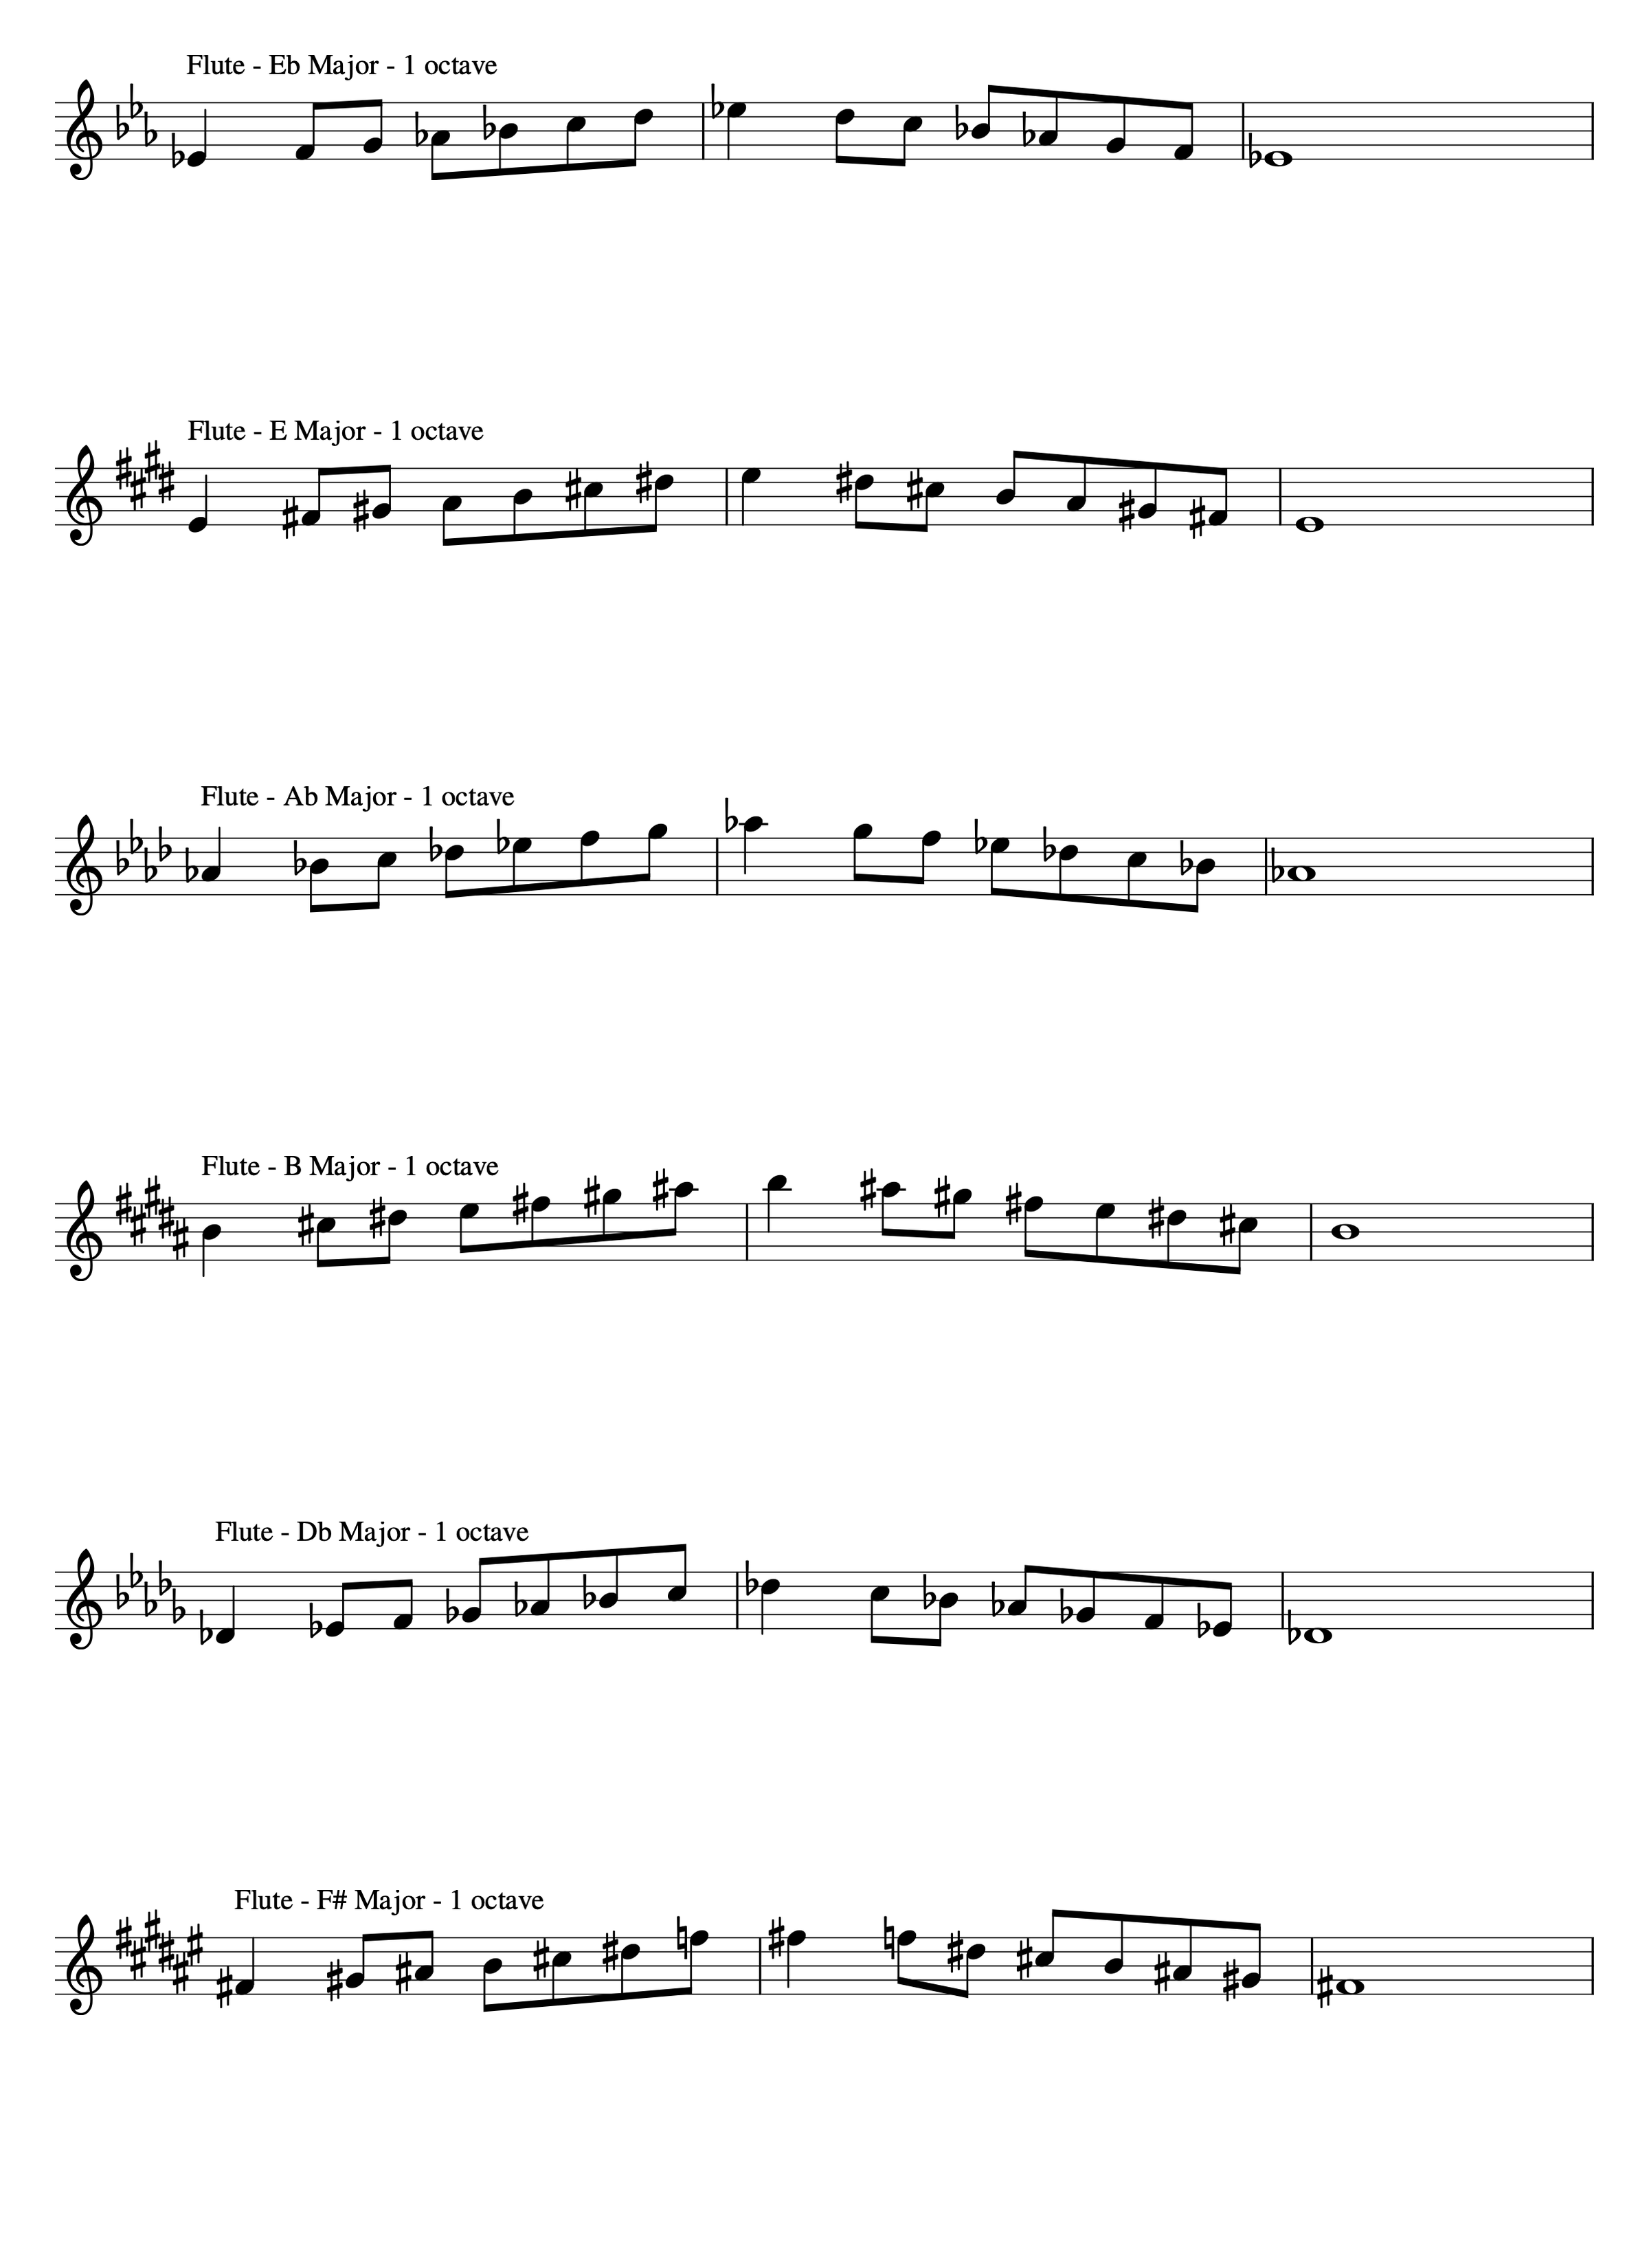 Flute - Eb Major - 1 octave
Flute - E Major - 1 octave
Flute - Ab Major - 1 octave
Flute - B Major - 1 octave
Flute - Db Major - 1 octave
Flute - F# Major - 1 octave